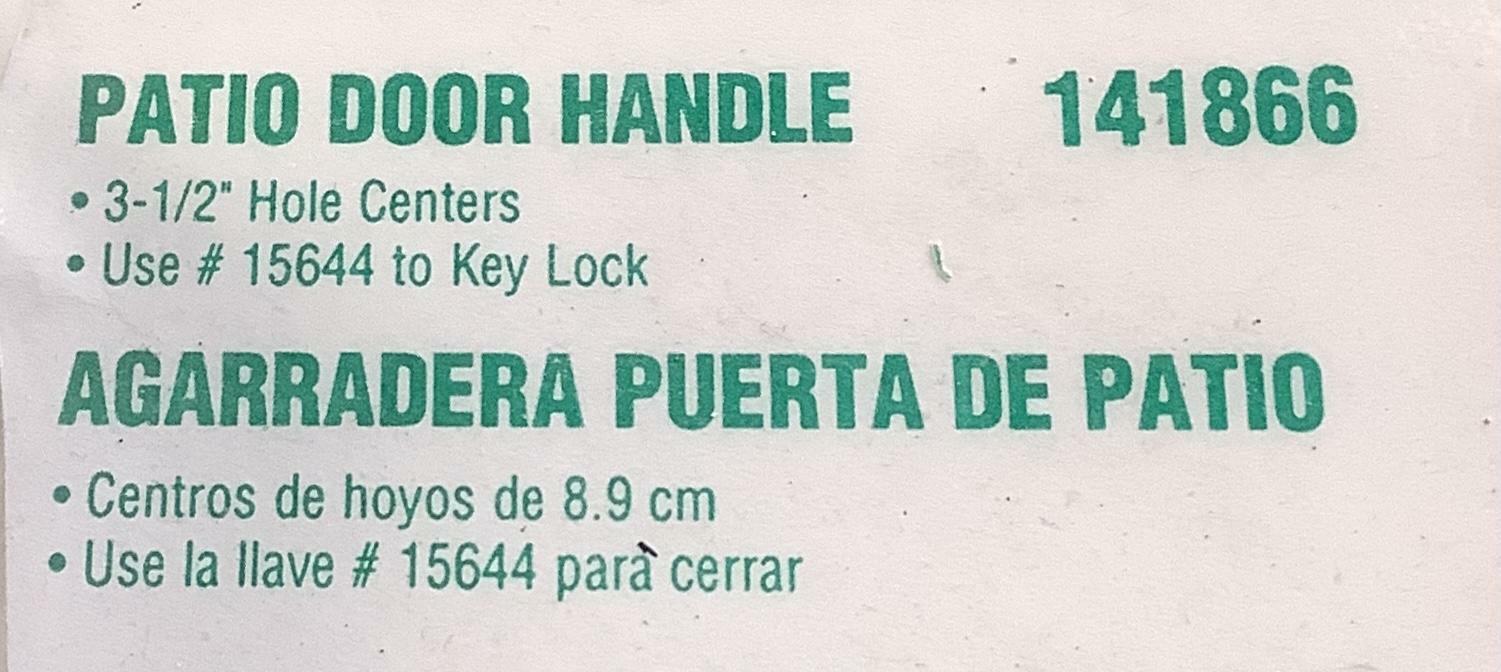 PATIO DOOR HANDLE 141866
• 3-1/2" Hole Centers
• Use # 15644 to Key Lock
AGARRADERA PUERTA DE PATIO
• Centros de hoyos de 8.9 cm
• Use la llave # 15644 para cerrar